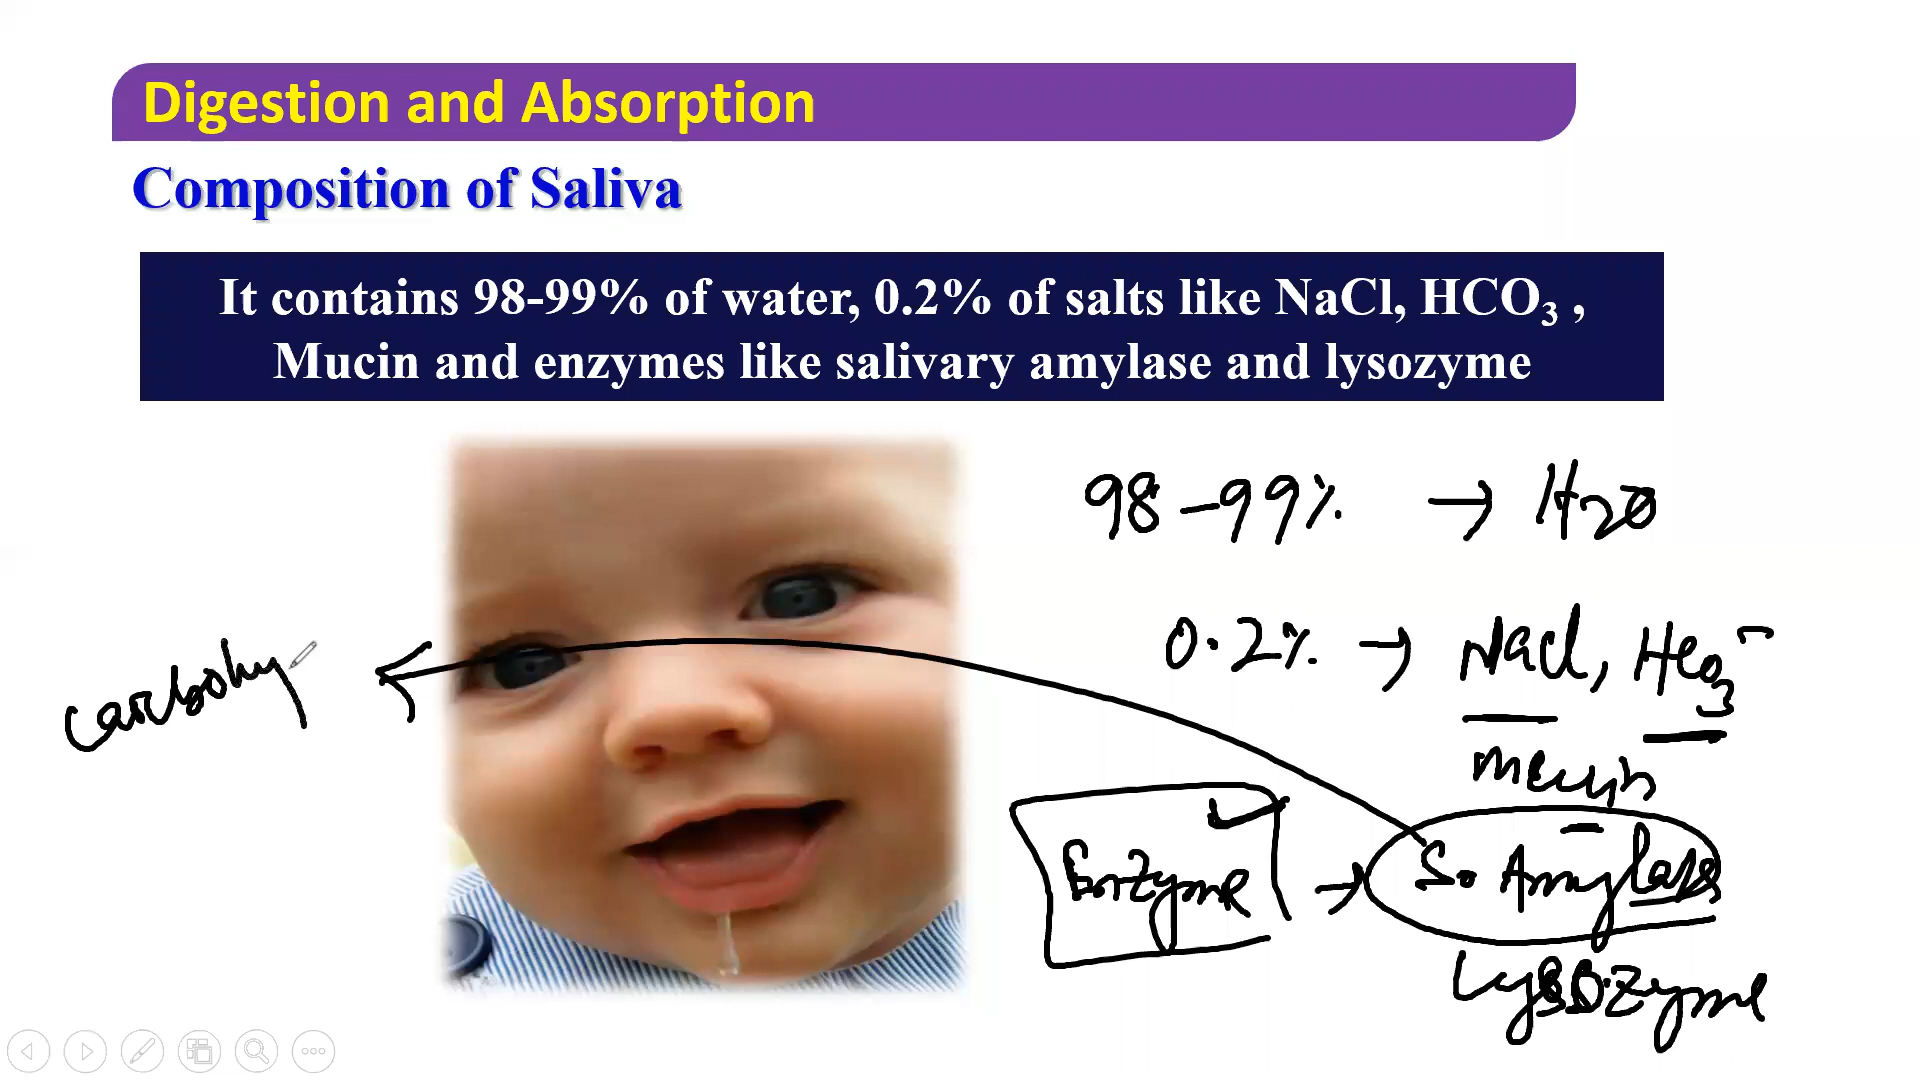 Digestion and Absorption
Composition of Saliva
It contains 98-99% of water, 0.2% of salts like NaCl, HCO₃ ,
Mucin and enzymes like salivary amylase and lysozyme
98-99% → H2O
0.2% → NaCl, HCO3⁻
mucin
Enzyme → S. Amylase
Lysozyme
carbohy